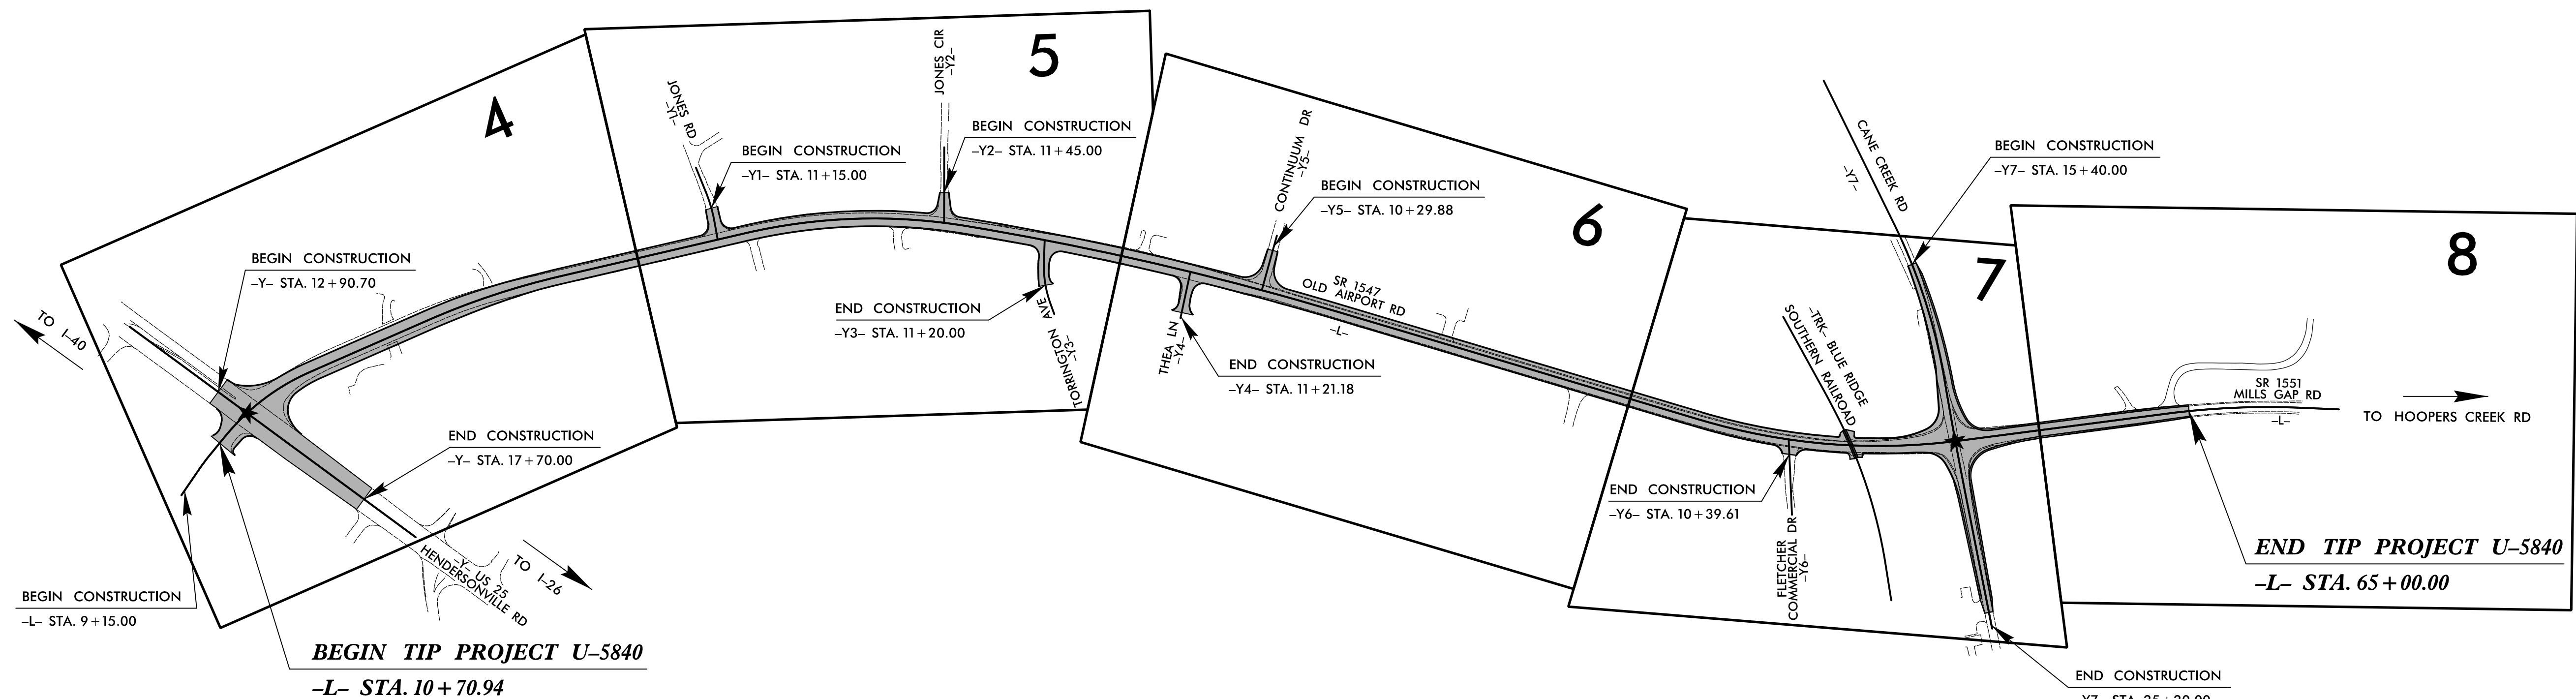 4
5
6
7
8
TO I-40
BEGIN CONSTRUCTION
-Y- STA. 12+90.70
BEGIN CONSTRUCTION
-L- STA. 9+15.00
BEGIN TIP PROJECT U-5840
-L- STA. 10+70.94
END CONSTRUCTION
-Y- STA. 17+70.00
-Y- US 25
HENDERSONVILLE RD
TO I-26
JONES RD
-Y1-
BEGIN CONSTRUCTION
-Y1- STA. 11+15.00
JONES CIR
-Y2-
BEGIN CONSTRUCTION
-Y2- STA. 11+45.00
END CONSTRUCTION
-Y3- STA. 11+20.00
TORRINGTON AVE
-Y3-
THEA LN
-Y4-
END CONSTRUCTION
-Y4- STA. 11+21.18
CONTINUUM DR
-Y5-
BEGIN CONSTRUCTION
-Y5- STA. 10+29.88
SR 1547
OLD AIRPORT RD
-L-
END CONSTRUCTION
-Y6- STA. 10+39.61
FLETCHER
COMMERCIAL DR
-Y6-
-TRK- BLUE RIDGE
SOUTHERN RAILROAD
CANE CREEK RD
-Y7-
BEGIN CONSTRUCTION
-Y7- STA. 15+40.00
SR 1551
MILLS GAP RD
-L-
TO HOOPERS CREEK RD
END TIP PROJECT U-5840
-L- STA. 65+00.00
END CONSTRUCTION